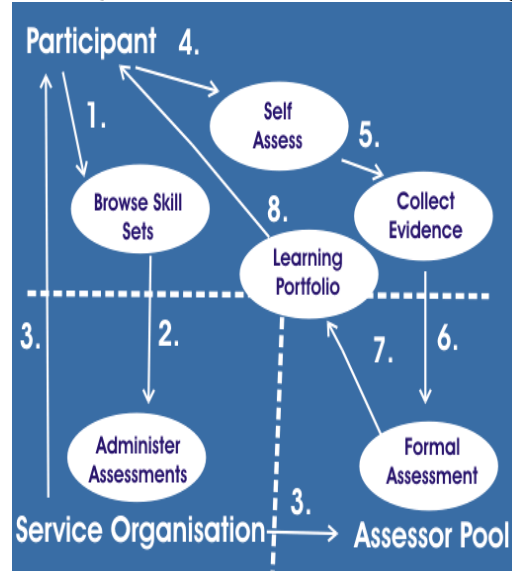 Participant
4.
1.
Self
Assess
5.
Browse Skill
Sets
Collect
Evidence
8.
Learning
Portfolio
3.
2.
7.
6.
Administer
Assessments
Formal
Assessment
3.
Service Organisation
Assessor Pool